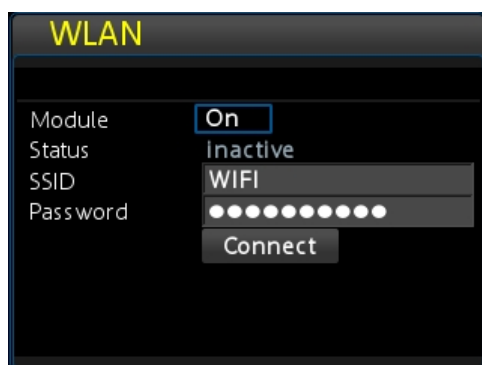 WLAN
Module On
Status inactive
SSID WIFI
Password ●●●●●●●●●●
Connect